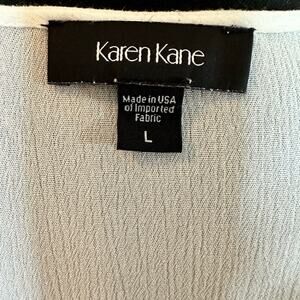 Karen Kane
Made in USA
of Imported
Fabric
L